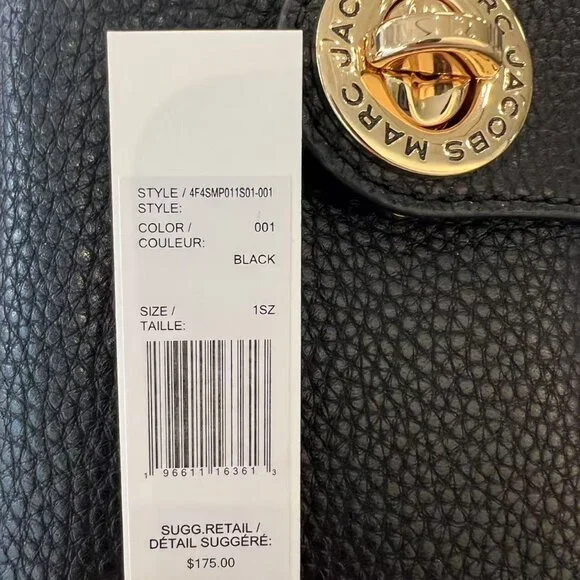 MARC JACOBS MARC JACOBS
STYLE / 4F4SMP011S01-001
STYLE:
COLOR / 001
COULEUR:
BLACK
SIZE / 1SZ
TAILLE:
1 96611 16361 3
SUGG.RETAIL /
DÉTAIL SUGGÉRÉ:
$175.00